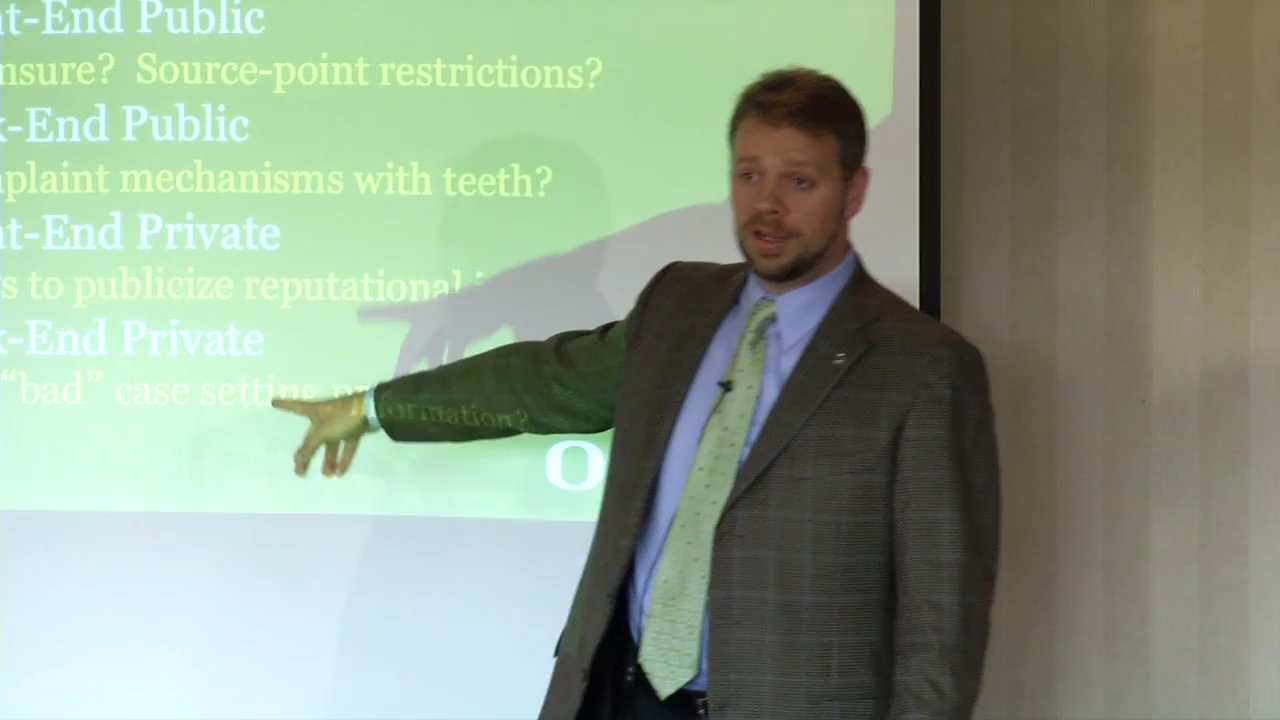 t-End Public
nsure? Source-point restrictions?
-End Public
plaint mechanisms with teeth?
t-End Private
s to publicize reputational
-End Private
"bad" case setting formation?
O